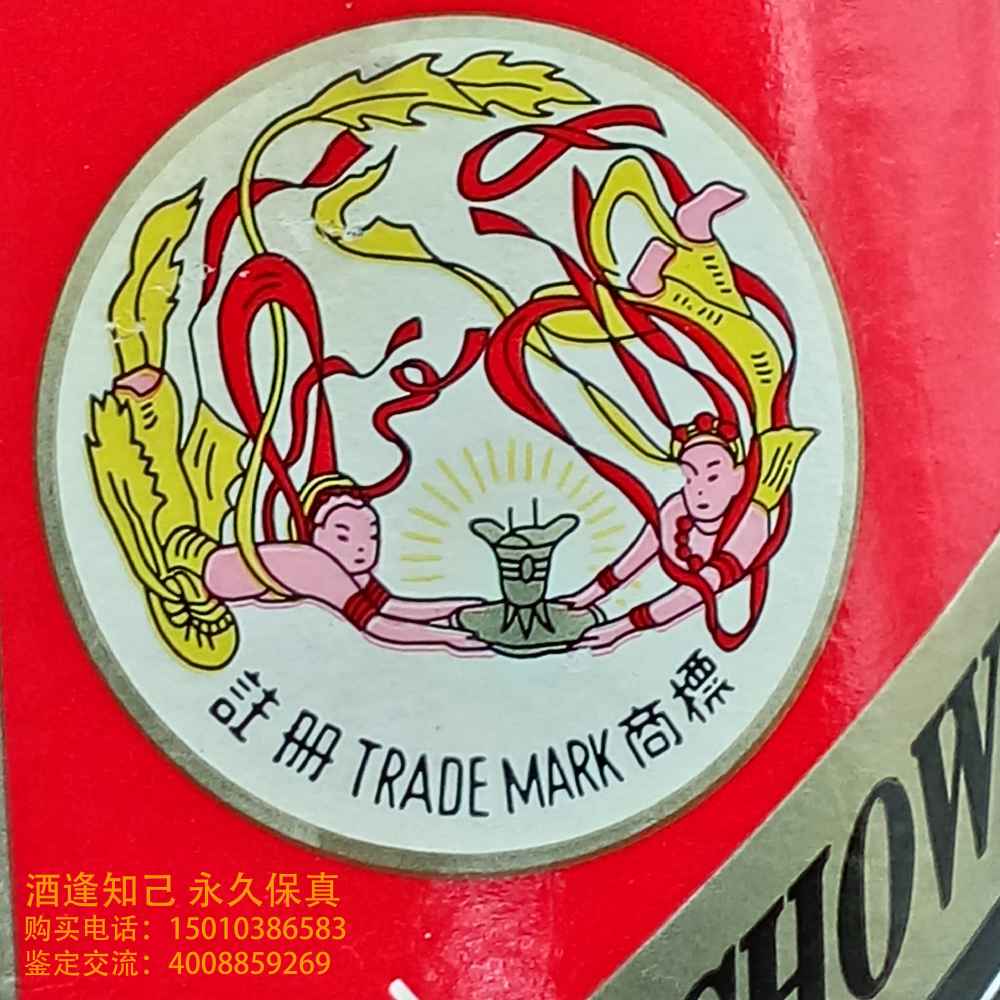 註册 TRADE MARK 商標
CHOW
酒逢知己 永久保真
购买电话：15010386583
鉴定交流：4008859269